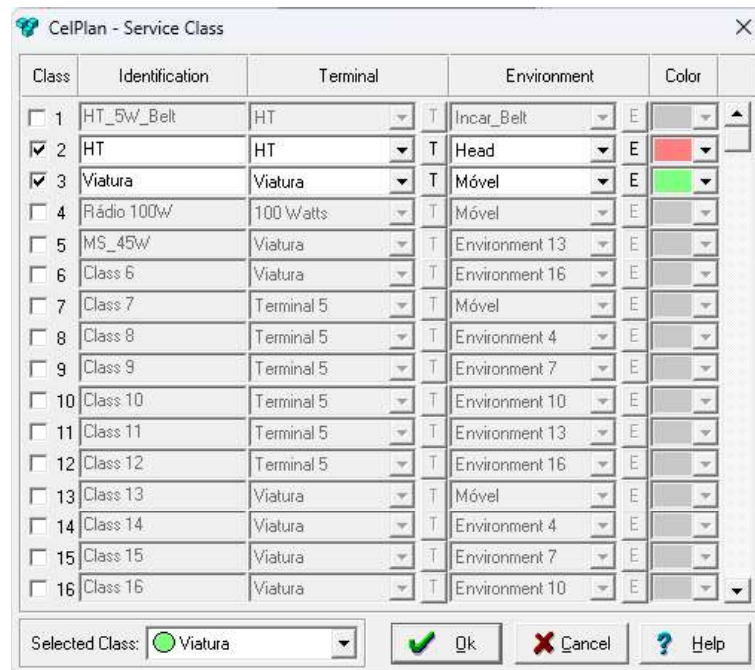 CelPlan - Service Class
Class Identification Terminal Environment Color
1 HT_5W_Belt HT T Incar_Belt E
2 HT HT T Head E
3 Viatura Viatura T Móvel E
4 Rádio 100W 100 Watts T Móvel E
5 MS_45W Viatura T Environment 13 E
6 Class 6 Viatura T Environment 16 E
7 Class 7 Terminal 5 T Móvel E
8 Class 8 Terminal 5 T Environment 4 E
9 Class 9 Terminal 5 T Environment 7 E
10 Class 10 Terminal 5 T Environment 10 E
11 Class 11 Terminal 5 T Environment 13 E
12 Class 12 Terminal 5 T Environment 16 E
13 Class 13 Viatura T Móvel E
14 Class 14 Viatura T Environment 4 E
15 Class 15 Viatura T Environment 7 E
16 Class 16 Viatura T Environment 10 E
Selected Class: Viatura Ok Cancel Help